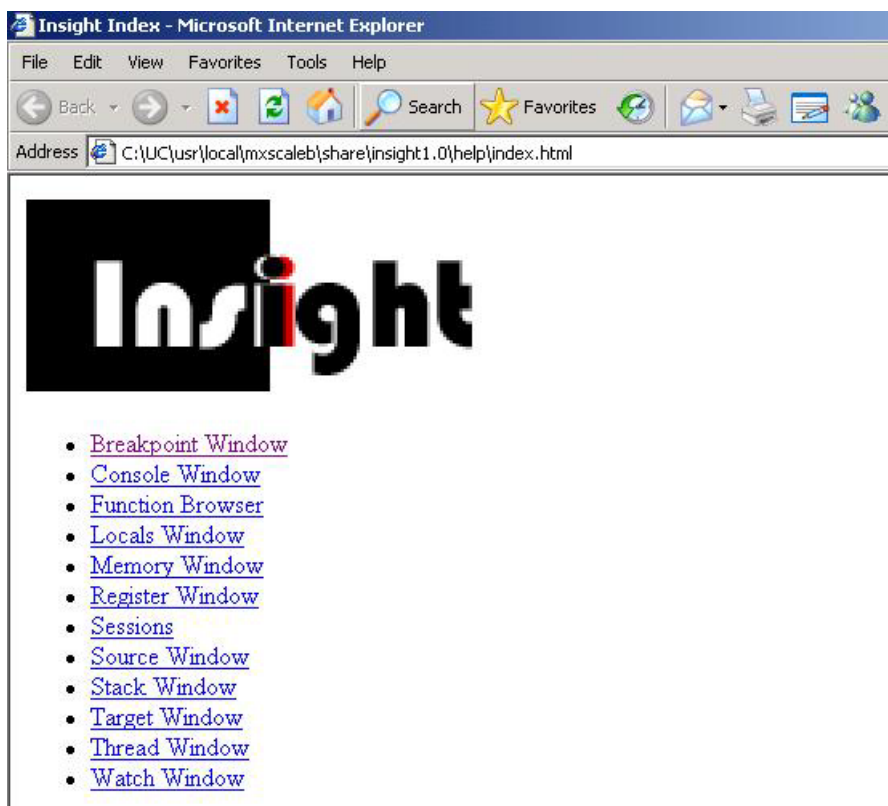 Insight Index - Microsoft Internet Explorer
File Edit View Favorites Tools Help
Back Search Favorites
Address C:\UC\usr\local\mxscaleb\share\insight1.0\help\index.html
Insight
Breakpoint Window
Console Window
Function Browser
Locals Window
Memory Window
Register Window
Sessions
Source Window
Stack Window
Target Window
Thread Window
Watch Window